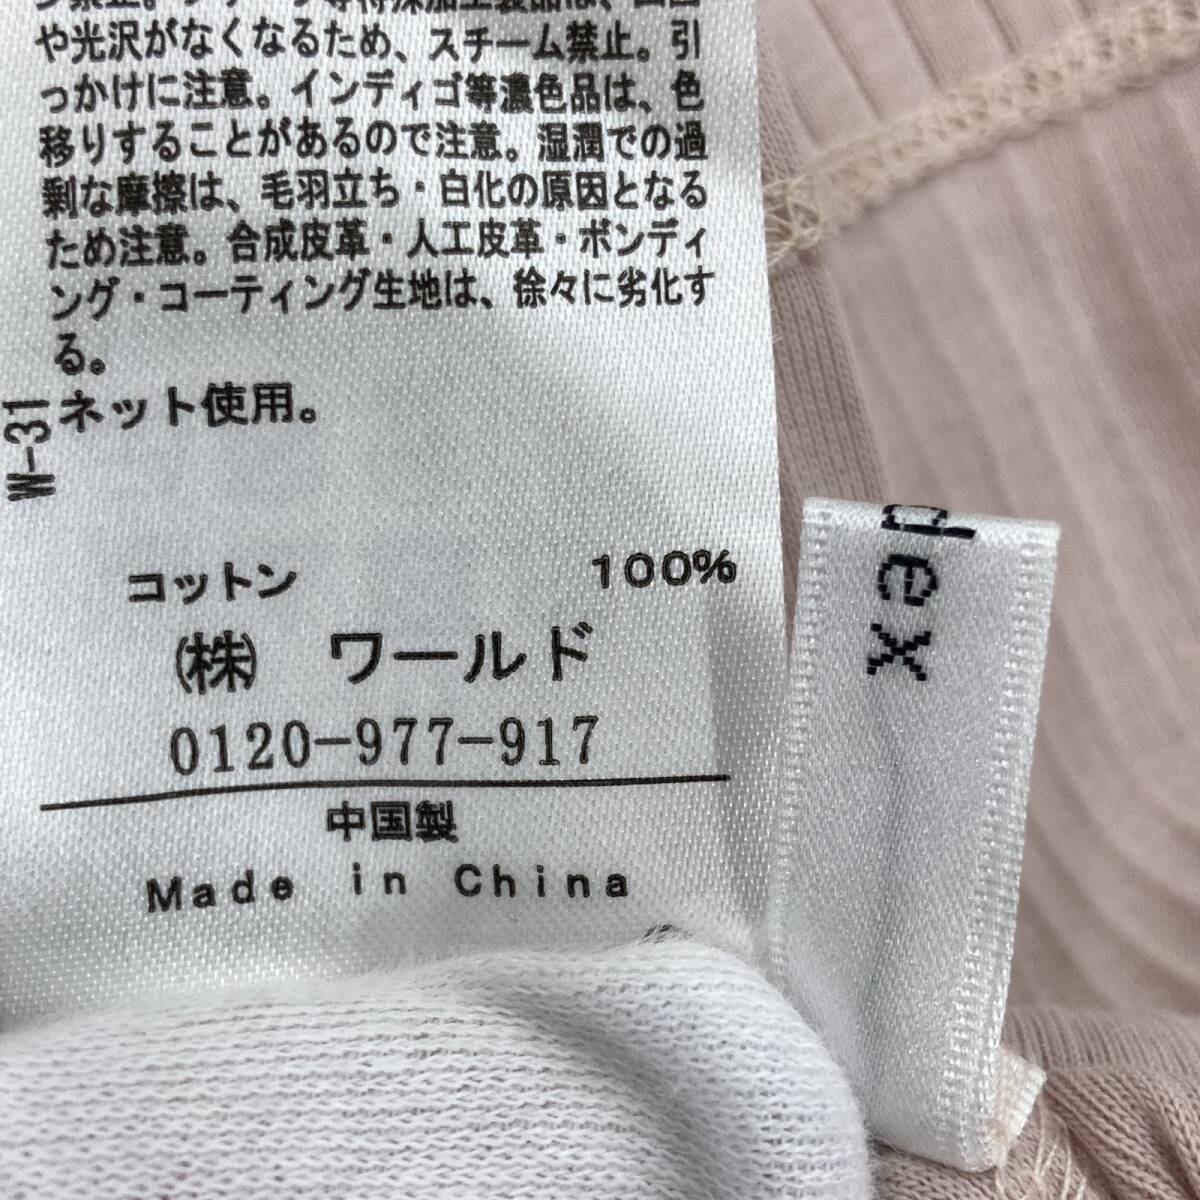 や光沢がなくなるため、スチーム禁止。引
っかけに注意。インディゴ等濃色品は、色
移りすることがあるので注意。湿潤での過
剰な摩擦は、毛羽立ち・白化の原因となる
ため注意。合成皮革・人工皮革・ボンディ
ング・コーティング生地は、徐々に劣化す
る。
ネット使用。
W-31
コットン 100%
(株) ワールド
0120-977-917
中国製
Made in China
dex